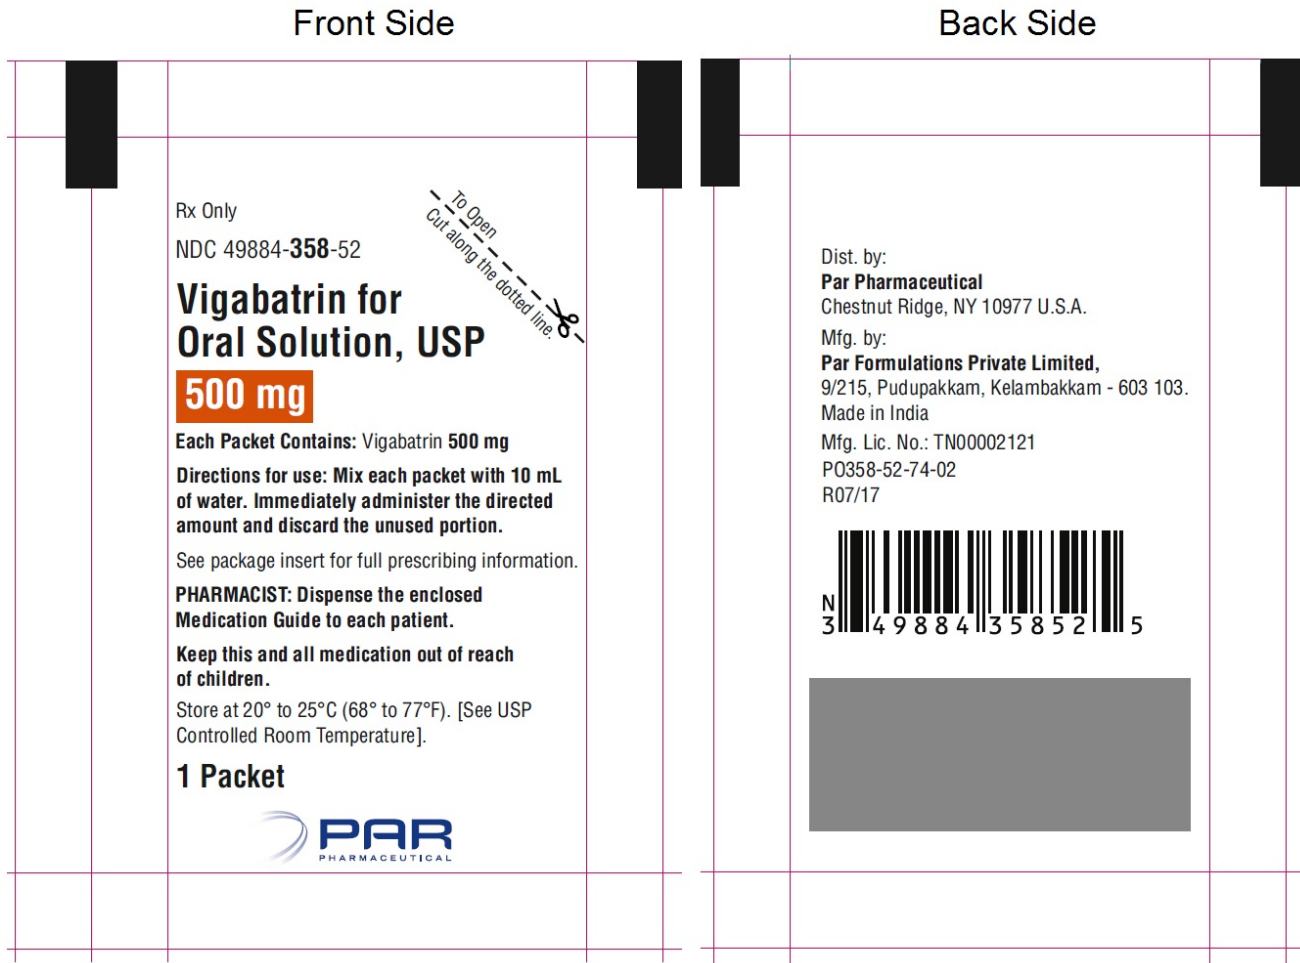 Front Side
Rx Only
NDC 49884-358-52
To Open
Cut along the dotted line.
Vigabatrin for
Oral Solution, USP
500 mg
Each Packet Contains: Vigabatrin 500 mg
Directions for use: Mix each packet with 10 mL
of water. Immediately administer the directed
amount and discard the unused portion.
See package insert for full prescribing information.
PHARMACIST: Dispense the enclosed
Medication Guide to each patient.
Keep this and all medication out of reach
of children.
Store at 20° to 25°C (68° to 77°F). [See USP
Controlled Room Temperature].
1 Packet
PAR
PHARMACEUTICAL
Back Side
Dist. by:
Par Pharmaceutical
Chestnut Ridge, NY 10977 U.S.A.
Mfg. by:
Par Formulations Private Limited,
9/215, Pudupakkam, Kelambakkam - 603 103.
Made in India
Mfg. Lic. No.: TN00002121
PO358-52-74-02
R07/17
N
3 49884 35852 5